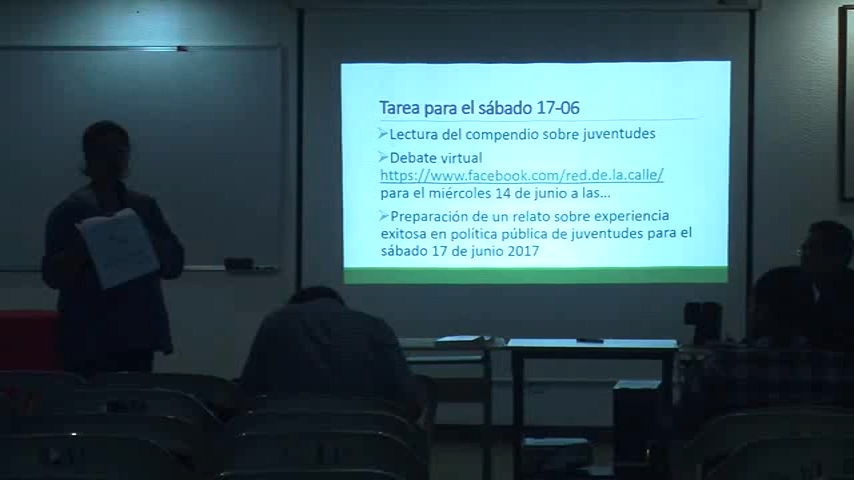 Tarea para el sábado 17-06
➢Lectura del compendio sobre juventudes
➢Debate virtual
https://www.facebook.com/red.de.la.calle/
para el miércoles 14 de junio a las...
➢Preparación de un relato sobre experiencia
exitosa en política pública de juventudes para el
sábado 17 de junio 2017